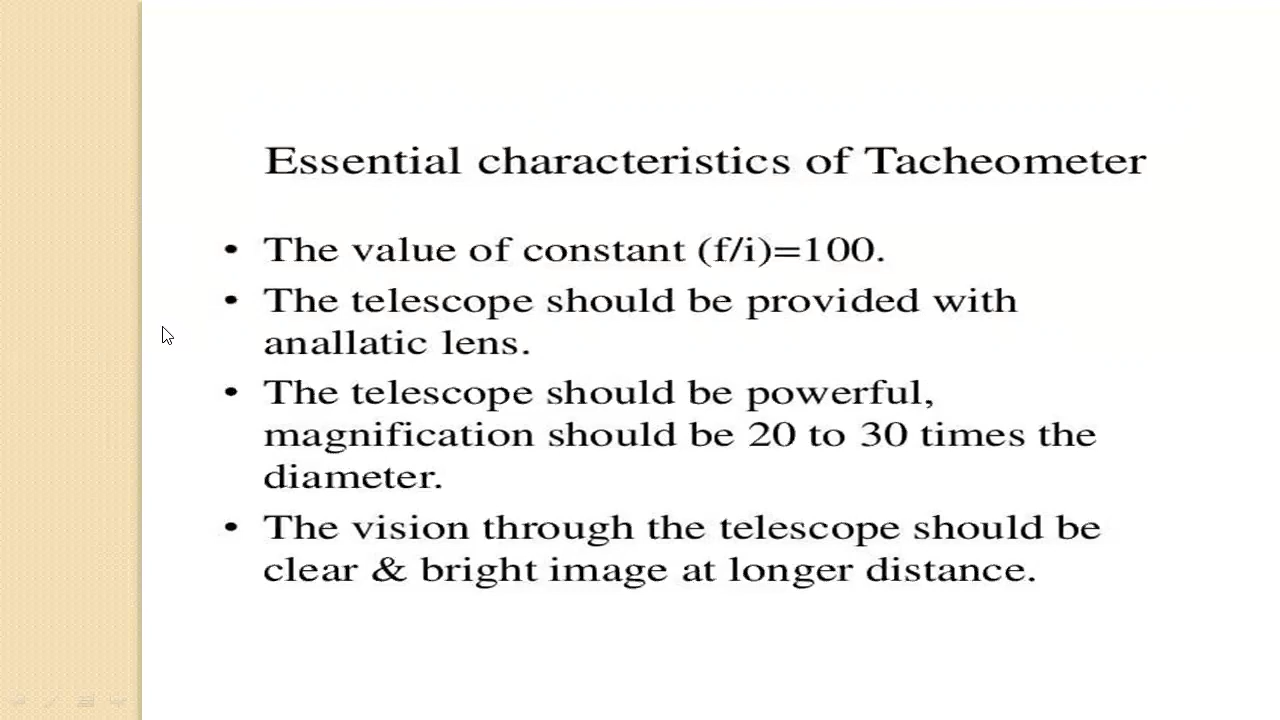 Essential characteristics of Tacheometer
• The value of constant (f/i)=100.
• The telescope should be provided with
anallatic lens.
• The telescope should be powerful,
magnification should be 20 to 30 times the
diameter.
• The vision through the telescope should be
clear & bright image at longer distance.